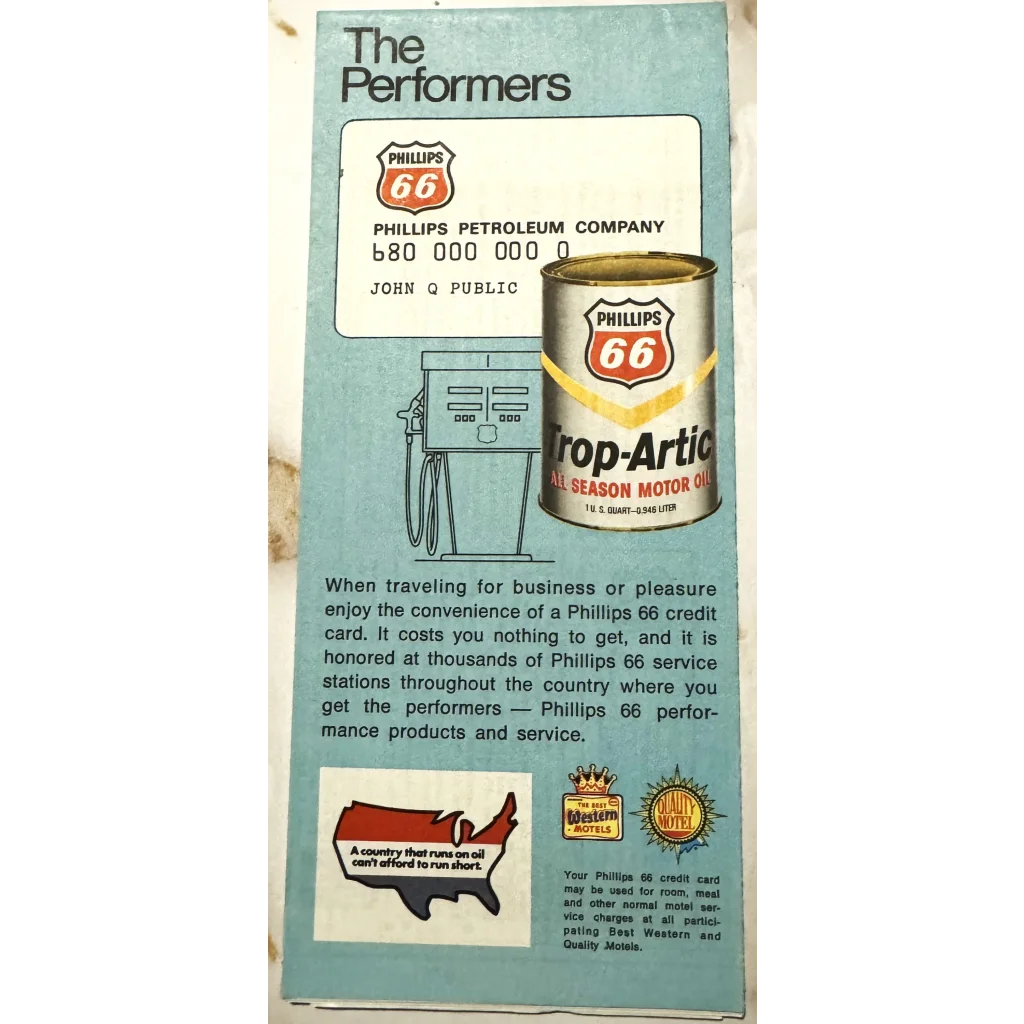 The
Performers
PHILLIPS
66
PHILLIPS PETROLEUM COMPANY
680 000 000 0
JOHN Q PUBLIC
PHILLIPS
66
Trop-Artic
ALL SEASON MOTOR OIL
1 U. S. QUART—0.946 LITER
When traveling for business or pleasure
enjoy the convenience of a Phillips 66 credit
card. It costs you nothing to get, and it is
honored at thousands of Phillips 66 service
stations throughout the country where you
get the performers — Phillips 66 perfor-
mance products and service.
A country that runs on oil
can't afford to run short.
THE BEST
Western
MOTELS
QUALITY
MOTEL
Your Phillips 66 credit card
may be used for room, meal
and other normal motel ser-
vice charges at all partici-
pating Best Western and
Quality Motels.